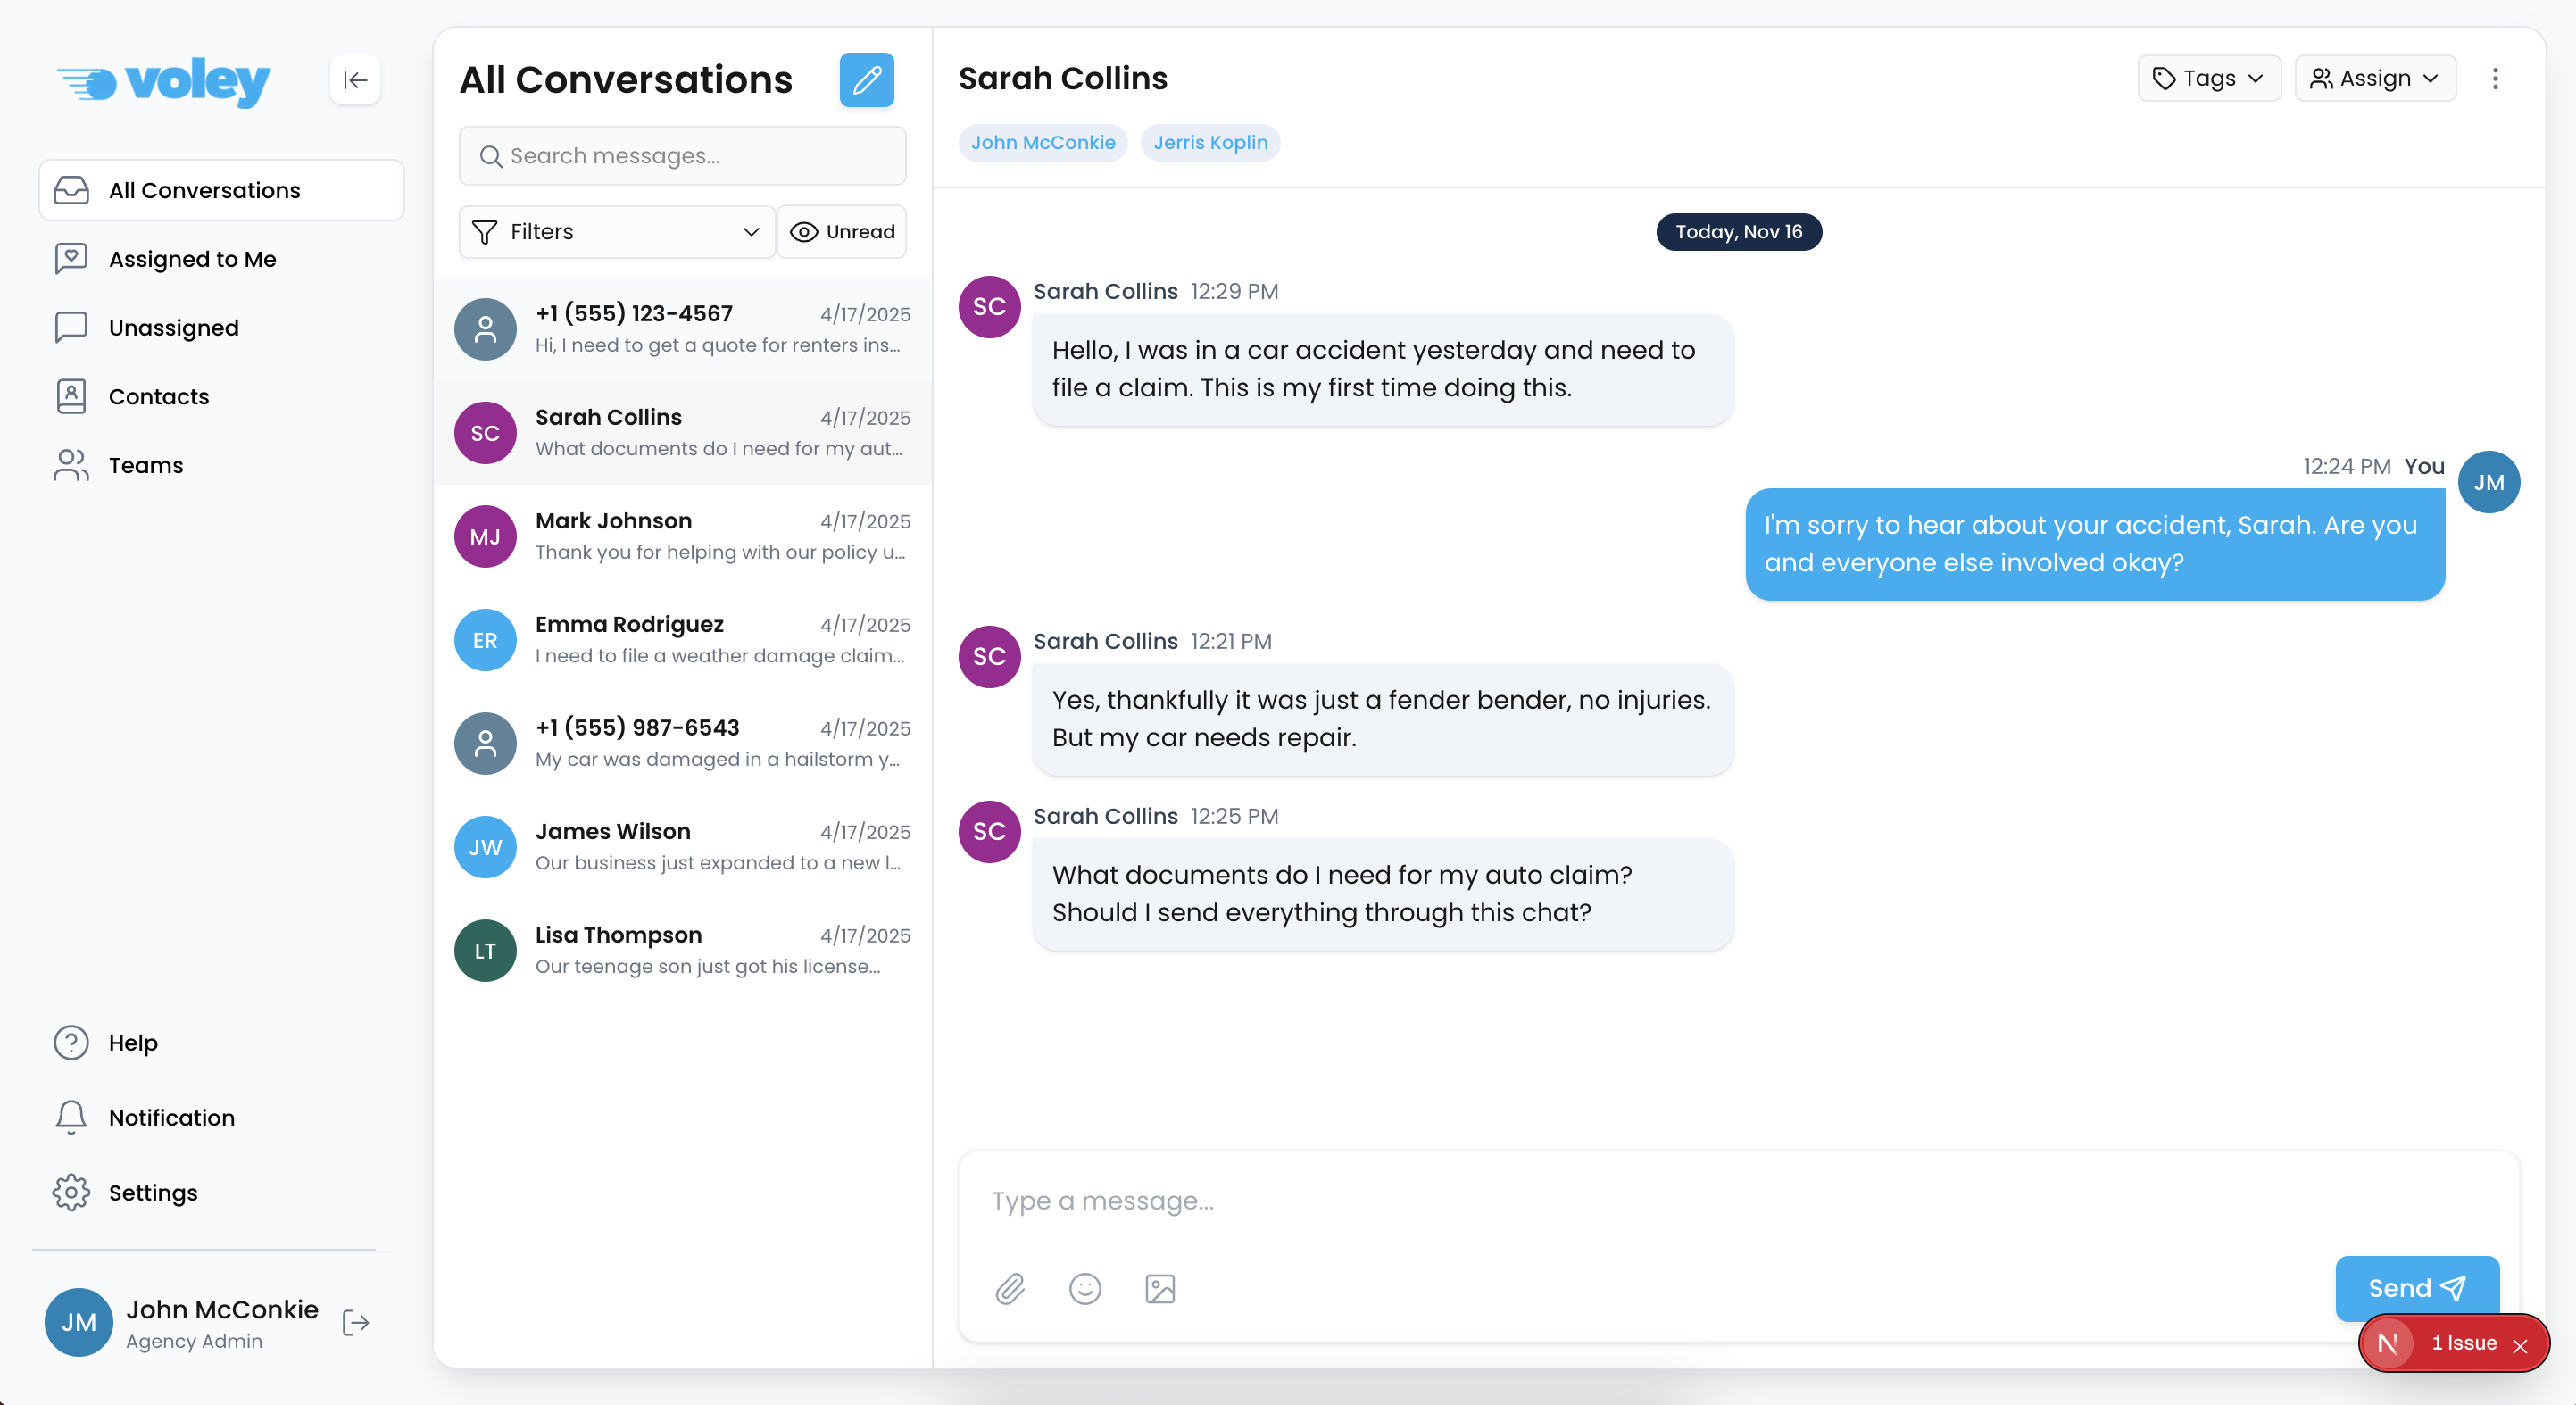 voley
All Conversations
Assigned to Me
Unassigned
Contacts
Teams
Help
Notification
Settings
JM
John McConkie
Agency Admin
All Conversations
Search messages...
Filters
Unread
+1 (555) 123-4567
4/17/2025
Hi, I need to get a quote for renters ins...
SC
Sarah Collins
4/17/2025
What documents do I need for my aut...
MJ
Mark Johnson
4/17/2025
Thank you for helping with our policy u...
ER
Emma Rodriguez
4/17/2025
I need to file a weather damage claim...
+1 (555) 987-6543
4/17/2025
My car was damaged in a hailstorm y...
JW
James Wilson
4/17/2025
Our business just expanded to a new l...
LT
Lisa Thompson
4/17/2025
Our teenage son just got his license...
Sarah Collins
Tags
Assign
John McConkie
Jerris Koplin
Today, Nov 16
SC
Sarah Collins 12:29 PM
Hello, I was in a car accident yesterday and need to
file a claim. This is my first time doing this.
12:24 PM You
JM
I'm sorry to hear about your accident, Sarah. Are you
and everyone else involved okay?
SC
Sarah Collins 12:21 PM
Yes, thankfully it was just a fender bender, no injuries.
But my car needs repair.
SC
Sarah Collins 12:25 PM
What documents do I need for my auto claim?
Should I send everything through this chat?
Type a message...
Send
N
1 Issue